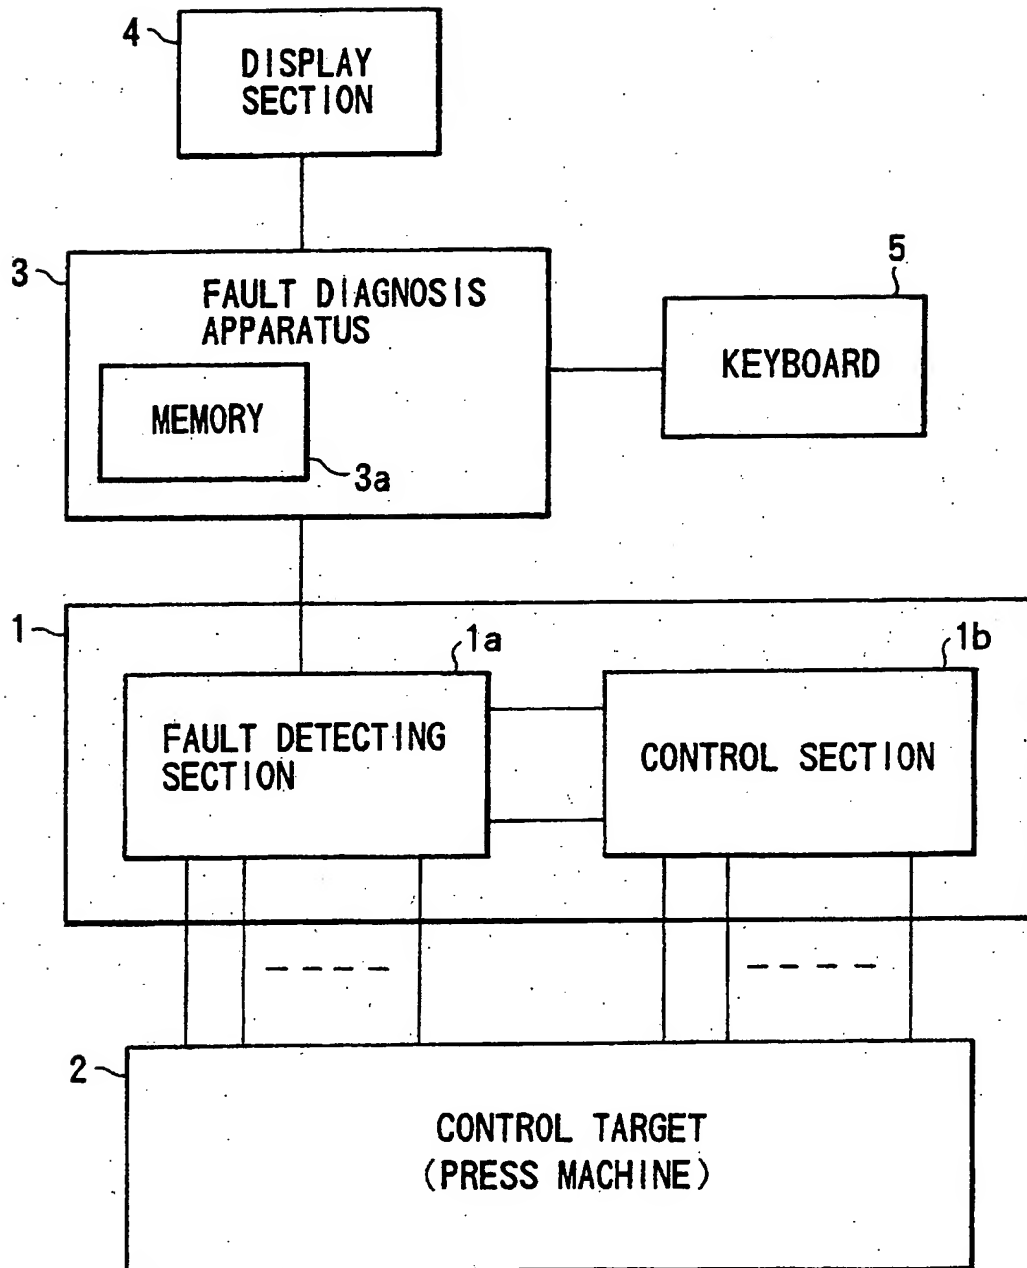 4
DISPLAY
SECTION
3
FAULT DIAGNOSIS
APPARATUS
5
KEYBOARD
MEMORY
3a
1
1a
1b
FAULT DETECTING
SECTION
CONTROL SECTION
2
CONTROL TARGET
(PRESS MACHINE)